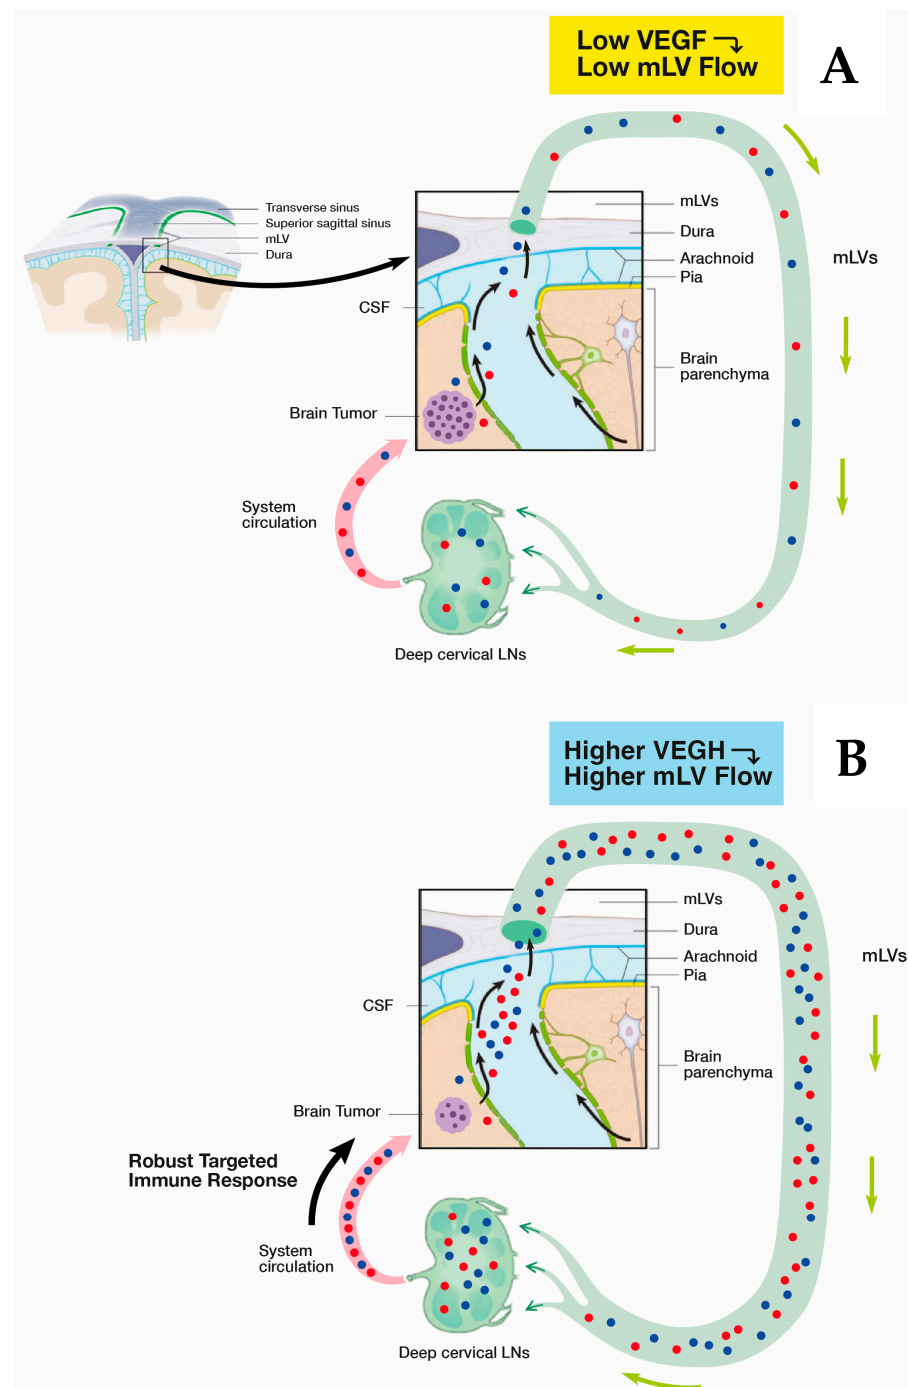 Low VEGF
Low mLV Flow
A
Transverse sinus
Superior sagittal sinus
mLV
Dura
mLVs
Dura
Arachnoid
Pia
mLVs
CSF
Brain
parenchyma
Brain Tumor
System
circulation
Deep cervical LNs
Higher VEGH
Higher mLV Flow
B
mLVs
Dura
Arachnoid
Pia
mLVs
CSF
Brain
parenchyma
Brain Tumor
Robust Targeted
Immune Response
System
circulation
Deep cervical LNs